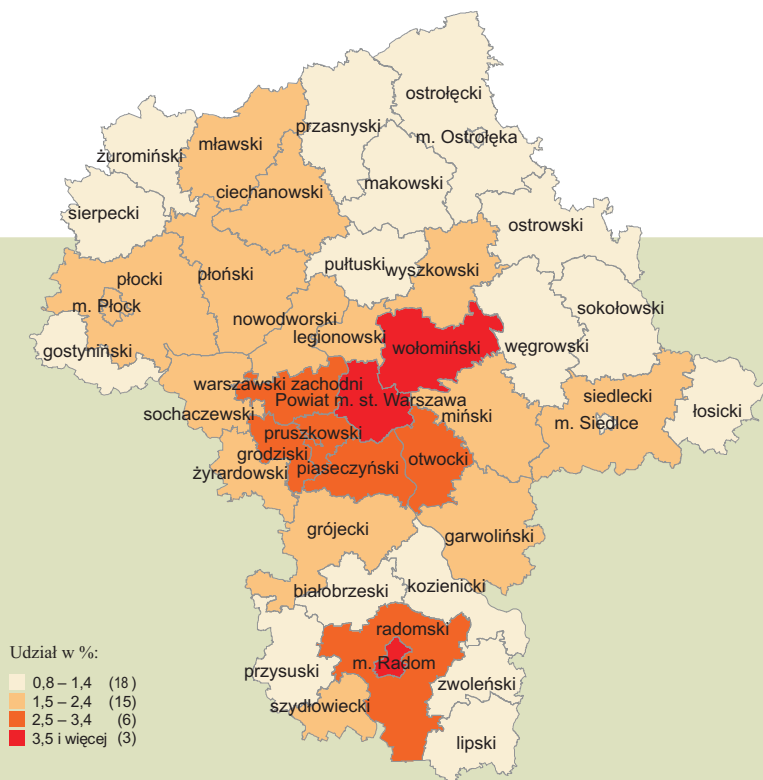 ostrołęcki
przasnyski
m. Ostrołęka
mławski
żuromiński
makowski
ciechanowski
sierpecki
ostrowski
pułtuski
wyszkowski
płocki
płoński
m. Płock
sokołowski
nowodworski
legionowski
wołomiński
węgrowski
gostyniński
warszawski zachodni
siedlecki
Powiat m. st. Warszawa
sochaczewski
miński
m. Siedlce
łosicki
pruszkowski
grodziski
otwocki
żyrardowski
piaseczyński
grójecki
garwoliński
białobrzeski
kozienicki
radomski
m. Radom
przysuski
zwoleński
szydłowiecki
lipski
Udział w %:
0,8 – 1,4 (18)
1,5 – 2,4 (15)
2,5 – 3,4 (6)
3,5 i więcej (3)